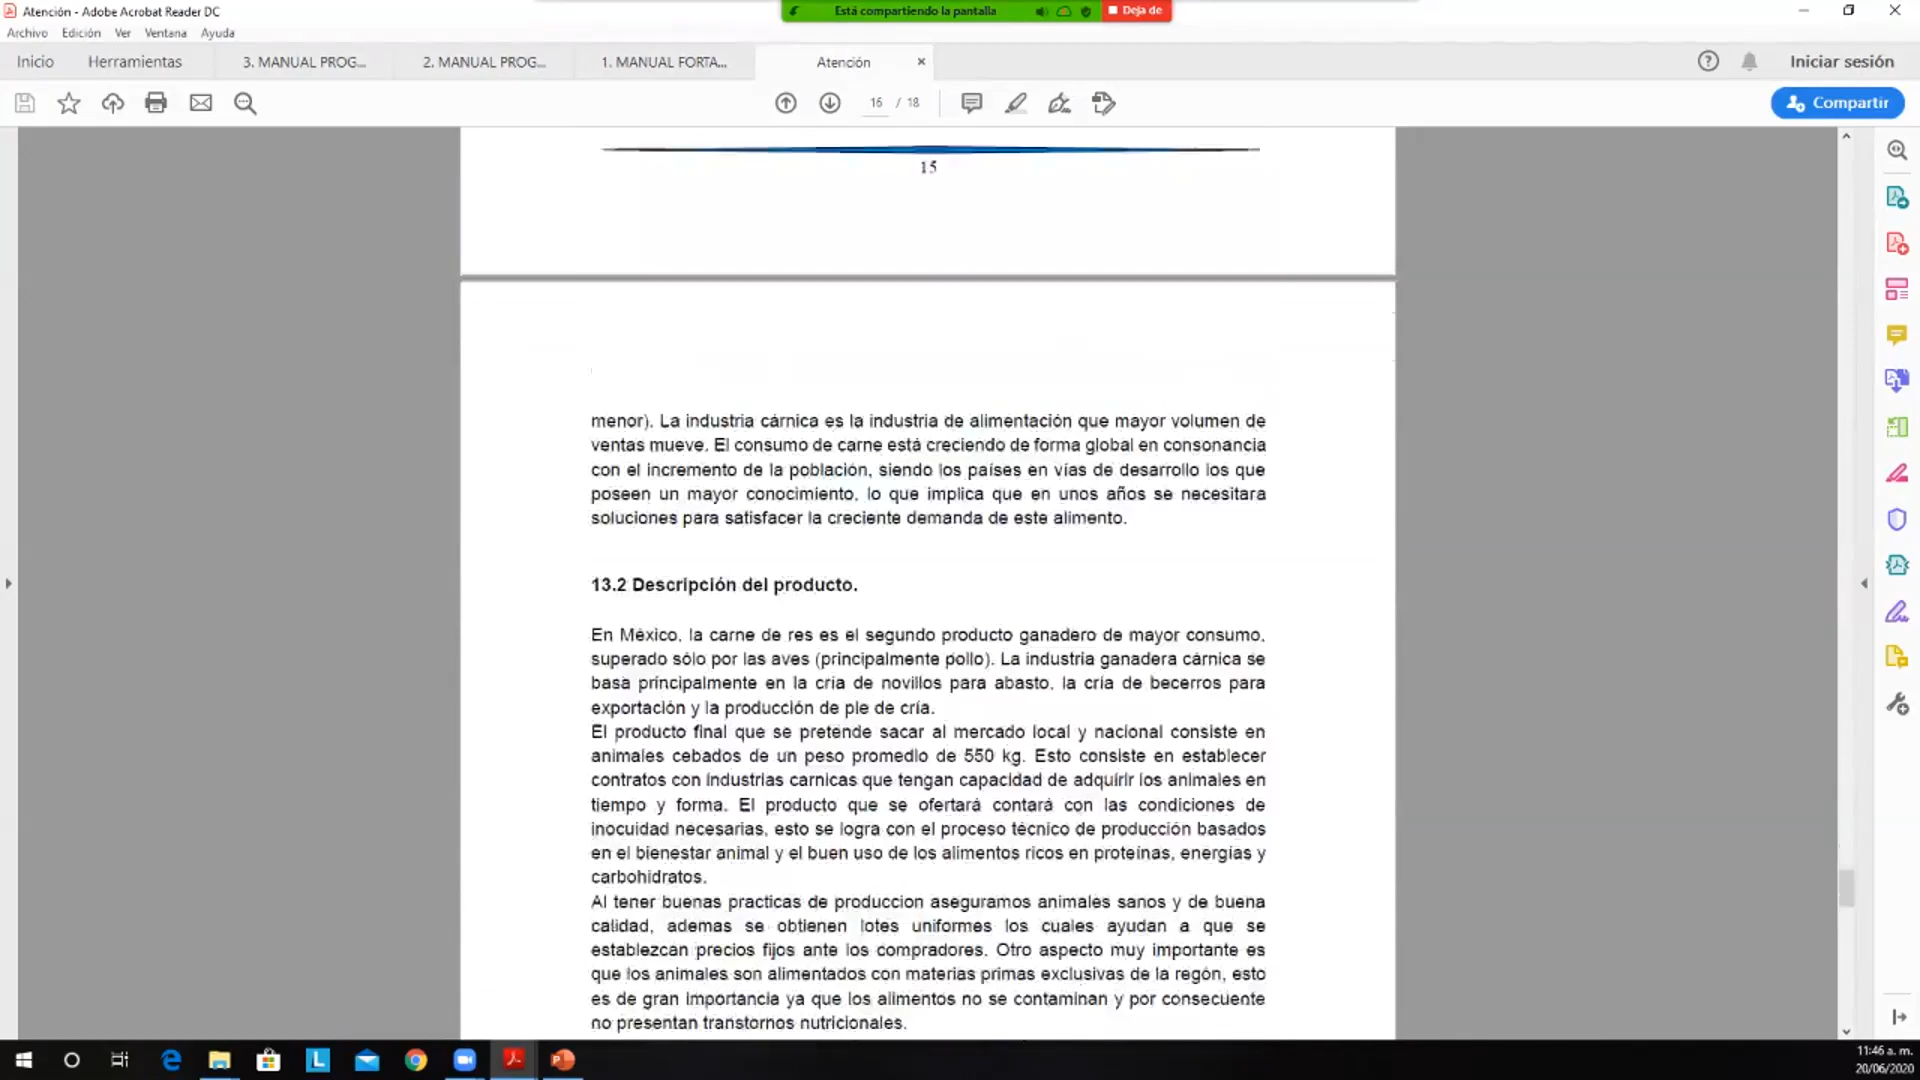 Atención - Adobe Acrobat Reader DC
Está compartiendo la pantalla
Deja de
Archivo Edición Ver Ventana Ayuda
Inicio Herramientas 3. MANUAL PROG... 2. MANUAL PROG... 1. MANUAL FORTA... Atención Iniciar sesión
16 / 18 Compartir
15
menor). La industria cárnica es la industria de alimentación que mayor volumen de
ventas mueve. El consumo de carne está creciendo de forma global en consonancia
con el incremento de la población, siendo los países en vías de desarrollo los que
poseen un mayor conocimiento, lo que implica que en unos años se necesitara
soluciones para satisfacer la creciente demanda de este alimento.
13.2 Descripción del producto.
En México, la carne de res es el segundo producto ganadero de mayor consumo,
superado sólo por las aves (principalmente pollo). La industria ganadera cárnica se
basa principalmente en la cría de novillos para abasto, la cría de becerros para
exportación y la producción de pie de cría.
El producto final que se pretende sacar al mercado local y nacional consiste en
animales cebados de un peso promedio de 550 kg. Esto consiste en establecer
contratos con industrias carnicas que tengan capacidad de adquirir los animales en
tiempo y forma. El producto que se ofertará contará con las condiciones de
inocuidad necesarias, esto se logra con el proceso técnico de producción basados
en el bienestar animal y el buen uso de los alimentos ricos en proteínas, energías y
carbohidratos.
Al tener buenas practicas de produccion aseguramos animales sanos y de buena
calidad, ademas se obtienen lotes uniformes los cuales ayudan a que se
establezcan precios fijos ante los compradores. Otro aspecto muy importante es
que los animales son alimentados con materias primas exclusivas de la regón, esto
es de gran importancia ya que los alimentos no se contaminan y por consecuente
no presentan transtornos nutricionales.
11:46 a. m.
20/06/2020